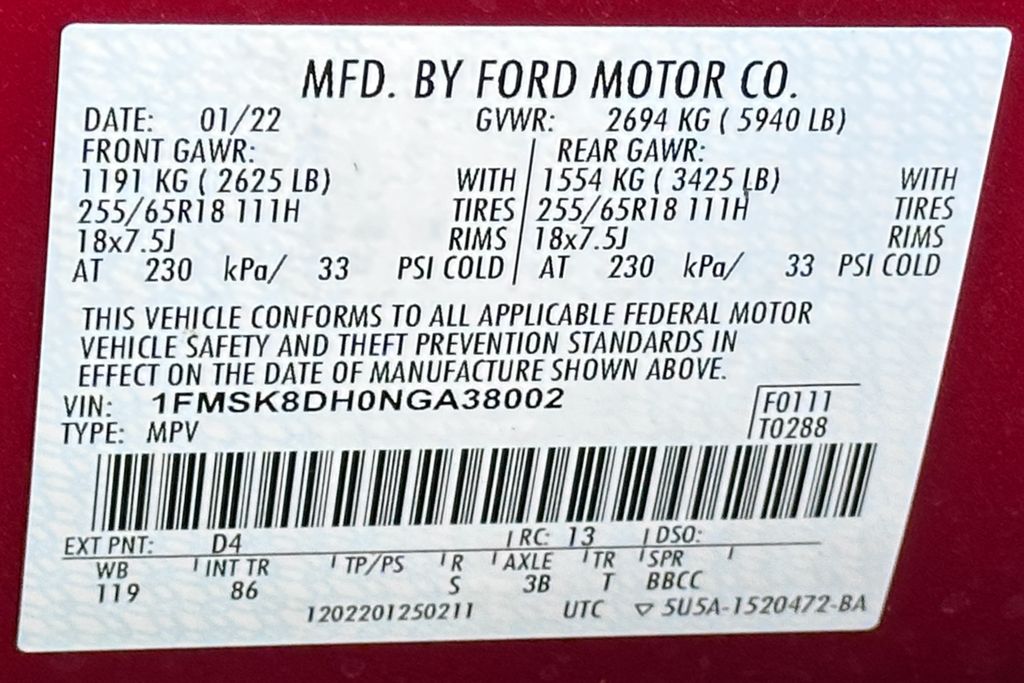 MFD. BY FORD MOTOR CO.
DATE: 01/22 GVWR: 2694 KG ( 5940 LB)
FRONT GAWR: REAR GAWR:
1191 KG ( 2625 LB) WITH 1554 KG ( 3425 LB) WITH
255/65R18 111H TIRES 255/65R18 111H TIRES
18x7.5J RIMS 18x7.5J RIMS
AT 230 kPa/ 33 PSI COLD AT 230 kPa/ 33 PSI COLD
THIS VEHICLE CONFORMS TO ALL APPLICABLE FEDERAL MOTOR
VEHICLE SAFETY AND THEFT PREVENTION STANDARDS IN
EFFECT ON THE DATE OF MANUFACTURE SHOWN ABOVE.
VIN: 1FMSK8DH0NGA38002 F0111
TYPE: MPV T0288
EXT PNT: D4 RC: 13 DSO:
WB INT TR TP/PS R AXLE TR SPR
119 86 S 3B T BBCC
1202201250211 UTC ▽ 5U5A-1520472-BA